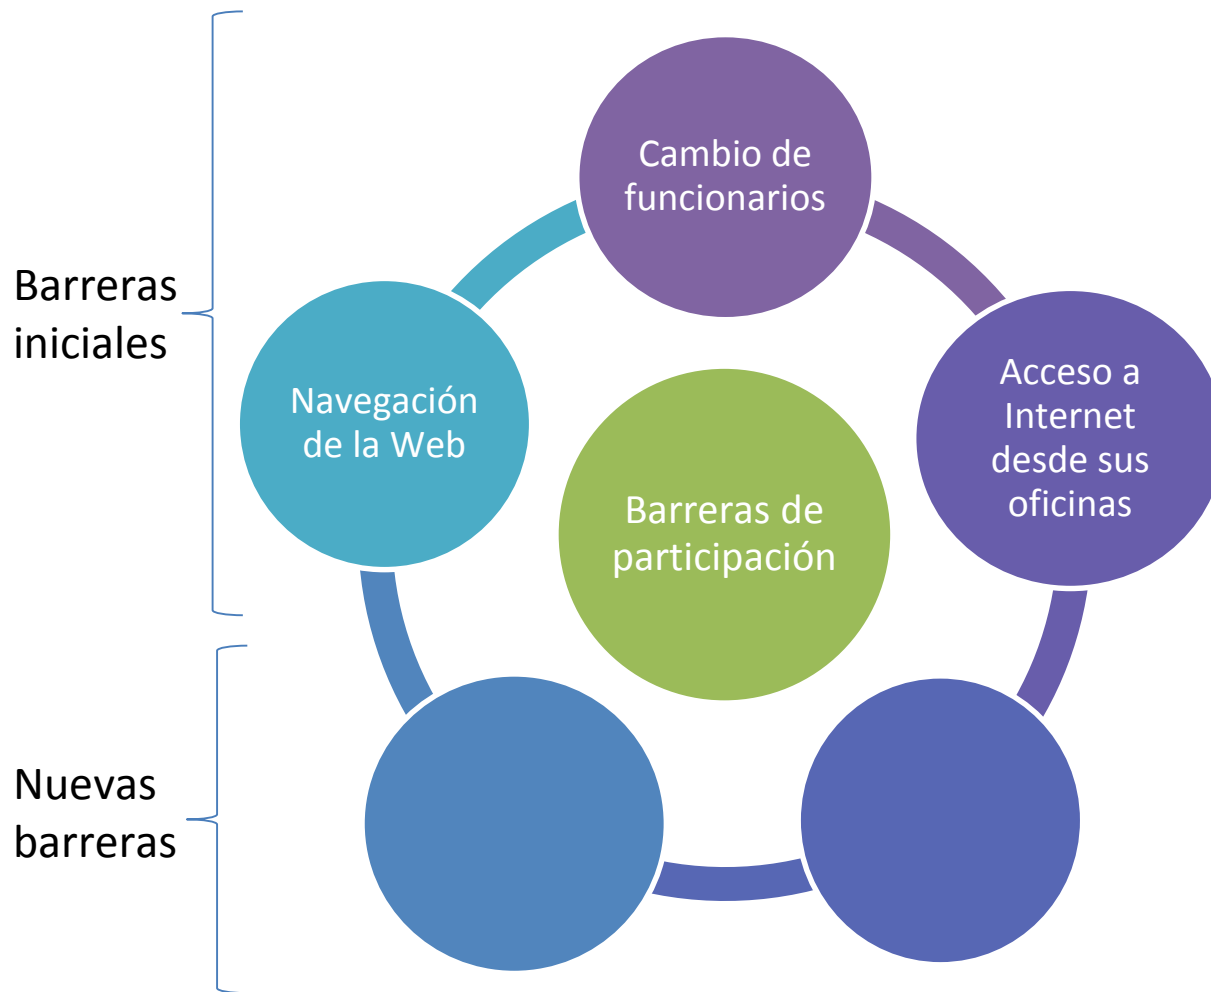 Cambio de
funcionarios
Barreras
iniciales
Navegación
de la Web
Acceso a
Internet
desde sus
oficinas
Barreras de
participación
Nuevas
barreras